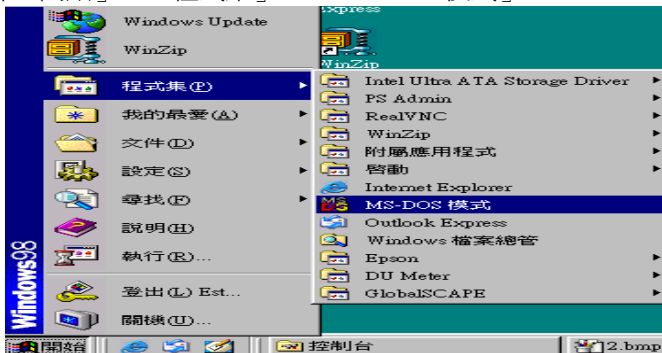 Windows Update
WinZip
程式集(P)
我的最愛(A)
文件(D)
設定(S)
尋找(F)
說明(H)
執行(R)...
登出(L) Est...
關機(U)...
Windows98
WinZip
Intel Ultra ATA Storage Driver
PS Admin
RealVNC
WinZip
附屬應用程式
啓動
Internet Explorer
MS-DOS 模式
Outlook Express
Windows 檔案總管
Epson
DU Meter
GlobalSCAPE
開始
控制台
2.bmp